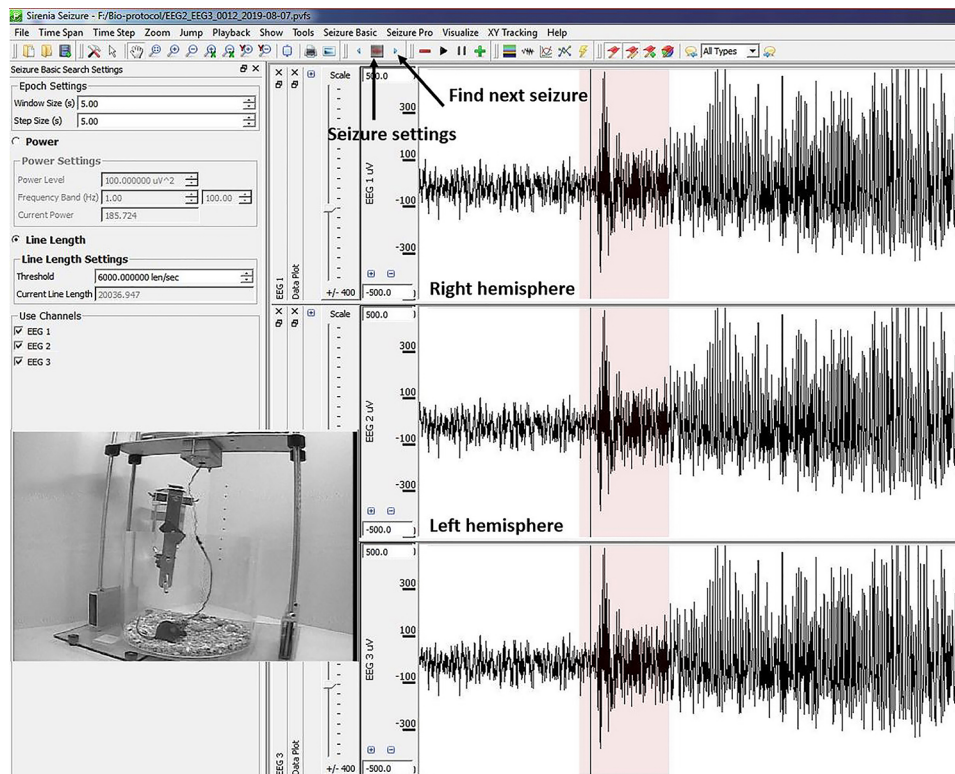 Sirenia Seizure - F:/Bio-protocol/EEG2_EEG3_0012_2019-08-07.pvfs
File Time Span Time Step Zoom Jump Playback Show Tools Seizure Basic Seizure Pro Visualize XY Tracking Help
All Types
Seizure Basic Search Settings
Epoch Settings
Window Size (s) 5.00
Step Size (s) 5.00
Power
Power Settings
Power Level 100.000000 uV^2
Frequency Band (Hz) 1.00 100.00
Current Power 185.724
Line Length
Line Length Settings
Threshold 6000.000000 len/sec
Current Line Length 20036.947
Use Channels
EEG 1
EEG 2
EEG 3
Find next seizure
Seizure settings
EEG 1
Data Plot
Scale
+/- 400
EEG 1 uV
500.0
300
100
-100
-300
-500.0
Right hemisphere
EEG 2
Data Plot
Scale
EEG 2 uV
500.0
300
100
-100
-300
-500.0
Left hemisphere
EEG 3
Data Plot
+/- 400
EEG 3 uV
500.0
300
100
-100
-300
-500.0